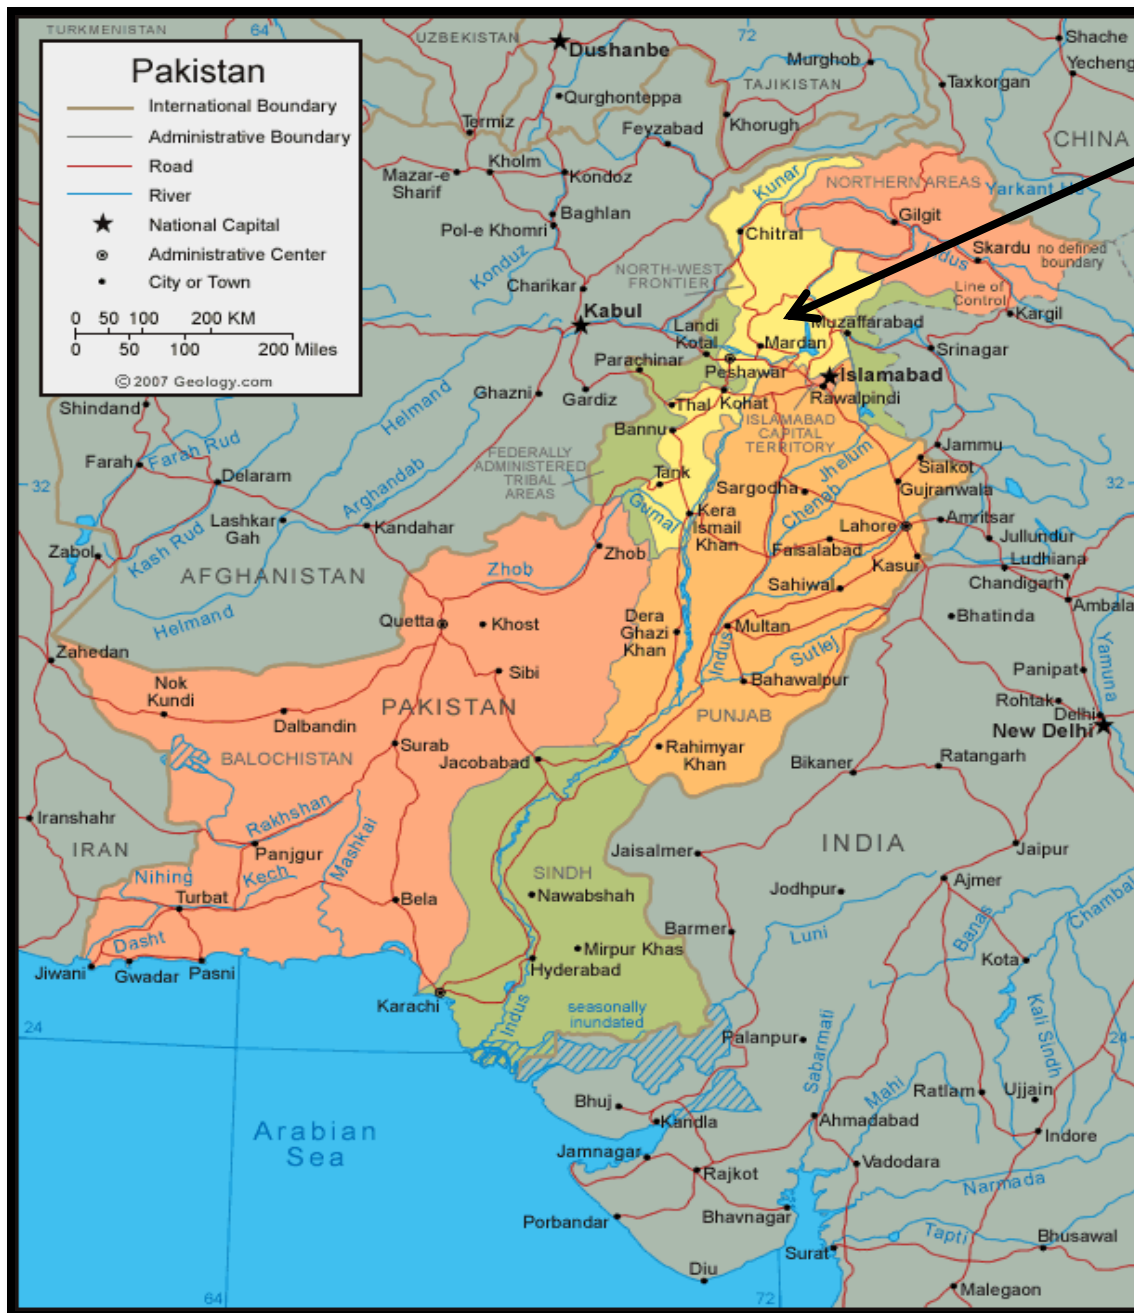 TURKMENISTAN
64
UZBEKISTAN
Dushanbe
72
Shache
Yecheng
Murghob
TAJIKISTAN
Taxkorgan
Pakistan
International Boundary
Administrative Boundary
Road
River
National Capital
Administrative Center
City or Town
0 50 100 200 KM
0 50 100 200 Miles
© 2007 Geology.com
Qurghonteppa
Termiz
Feyzabad
Khorugh
CHINA
Kholm
Mazar-e
Sharif
Kondoz
Kunar
NORTHERN AREAS
Baghlan
Pol-e Khomri
Chitral
Gilgit
Konduz
Skardu
no defined
boundary
NORTH-WEST
FRONTIER
Charikar
Line of
Control
Kabul
Landi
Kotal
Muzaffarabad
Kargil
Mardan
Srinagar
Parachinar
Peshawar
Islamabad
Ghazni
Gardiz
Rawalpindi
Shindand
Helmand
Thal
Kohat
ISLAMABAD
CAPITAL
TERRITORY
Bannu
Jammu
Farah Rud
FEDERALLY
ADMINISTERED
TRIBAL
AREAS
Farah
Delaram
Tank
Jhelum
Sialkot
32
Arghandab
Sargodha
Chenab
Gujranwala
32
Gumal
Kera
Ismail
Khan
Lashkar
Gah
Kandahar
Lahore
Amritsar
Kash Rud
Zabol
Zhob
Faisalabad
Jullundur
Kasur
Ludhiana
AFGHANISTAN
Zhob
Sahiwal
Chandigarh
Ambala
Helmand
Quetta
Khost
Dera
Ghazi
Khan
Multan
Bhatinda
Zahedan
Indus
Sutlej
Yamuna
Nok
Kundi
Sibi
Bahawalpur
Panipat
Dalbandin
PAKISTAN
PUNJAB
Rohtak
Delhi
New Delhi
BALOCHISTAN
Surab
Jacobabad
Rahimyar
Khan
Bikaner
Ratangarh
Iranshahr
Rakhshan
IRAN
Panjgur
Mashkai
Jaisalmer
INDIA
Jaipur
Nihing
Kech
SINDH
Turbat
Bela
Nawabshah
Jodhpur
Ajmer
Chambal
Dasht
Barmer
Banas
Luni
Jiwani
Gwadar
Pasni
Mirpur Khas
Hyderabad
Kota
Karachi
Indus
seasonally
inundated
24
Palanpur
Sabarmati
Kali Sindh
24
Mahi
Ratlam
Ujjain
Bhuj
Kandla
Ahmadabad
Indore
Arabian
Sea
Jamnagar
Rajkot
Vadodara
Narmada
Porbandar
Bhavnagar
Tapti
Bhusawal
Surat
Diu
64
72
Malegaon